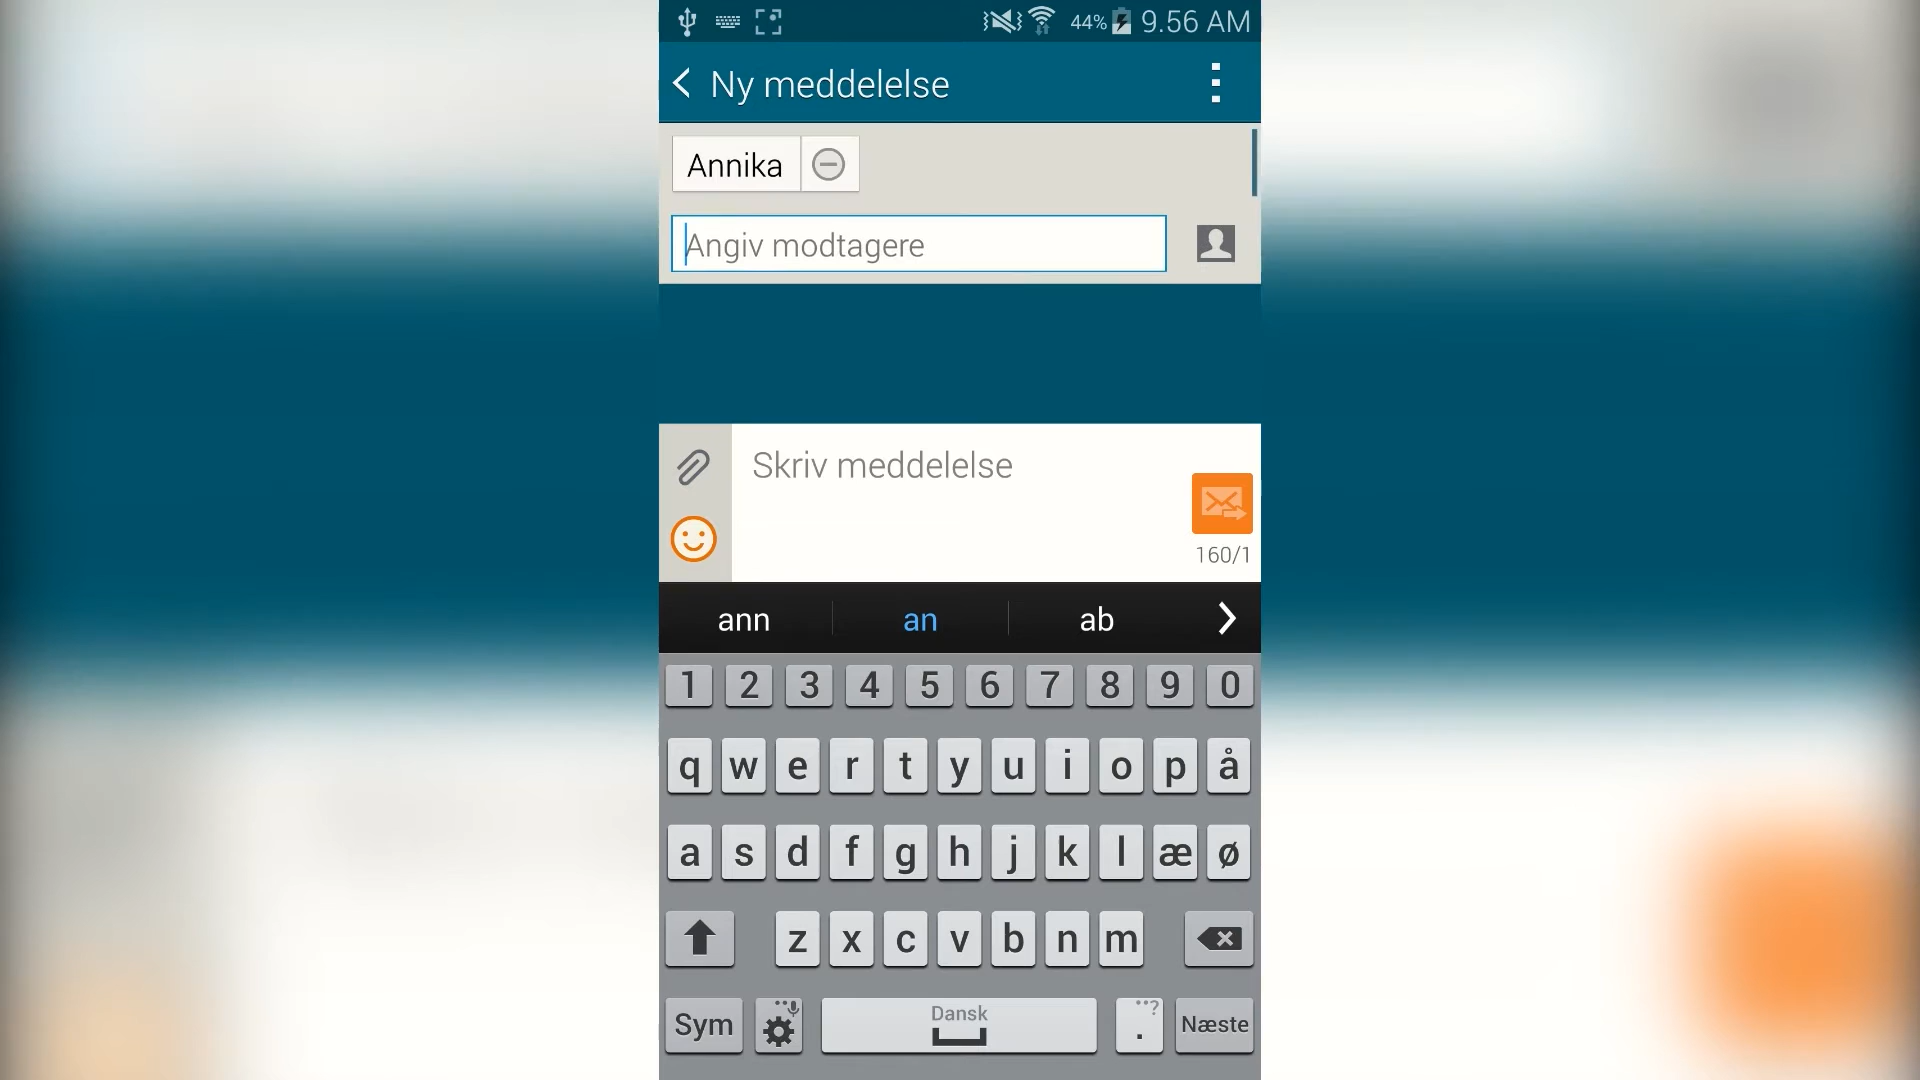 44% 9.56 AM
Ny meddelelse
Annika
Angiv modtagere
Skriv meddelelse
160/1
ann an ab
1 2 3 4 5 6 7 8 9 0
q w e r t y u i o p å
a s d f g h j k l æ ø
z x c v b n m
Sym Dansk . ? Næste